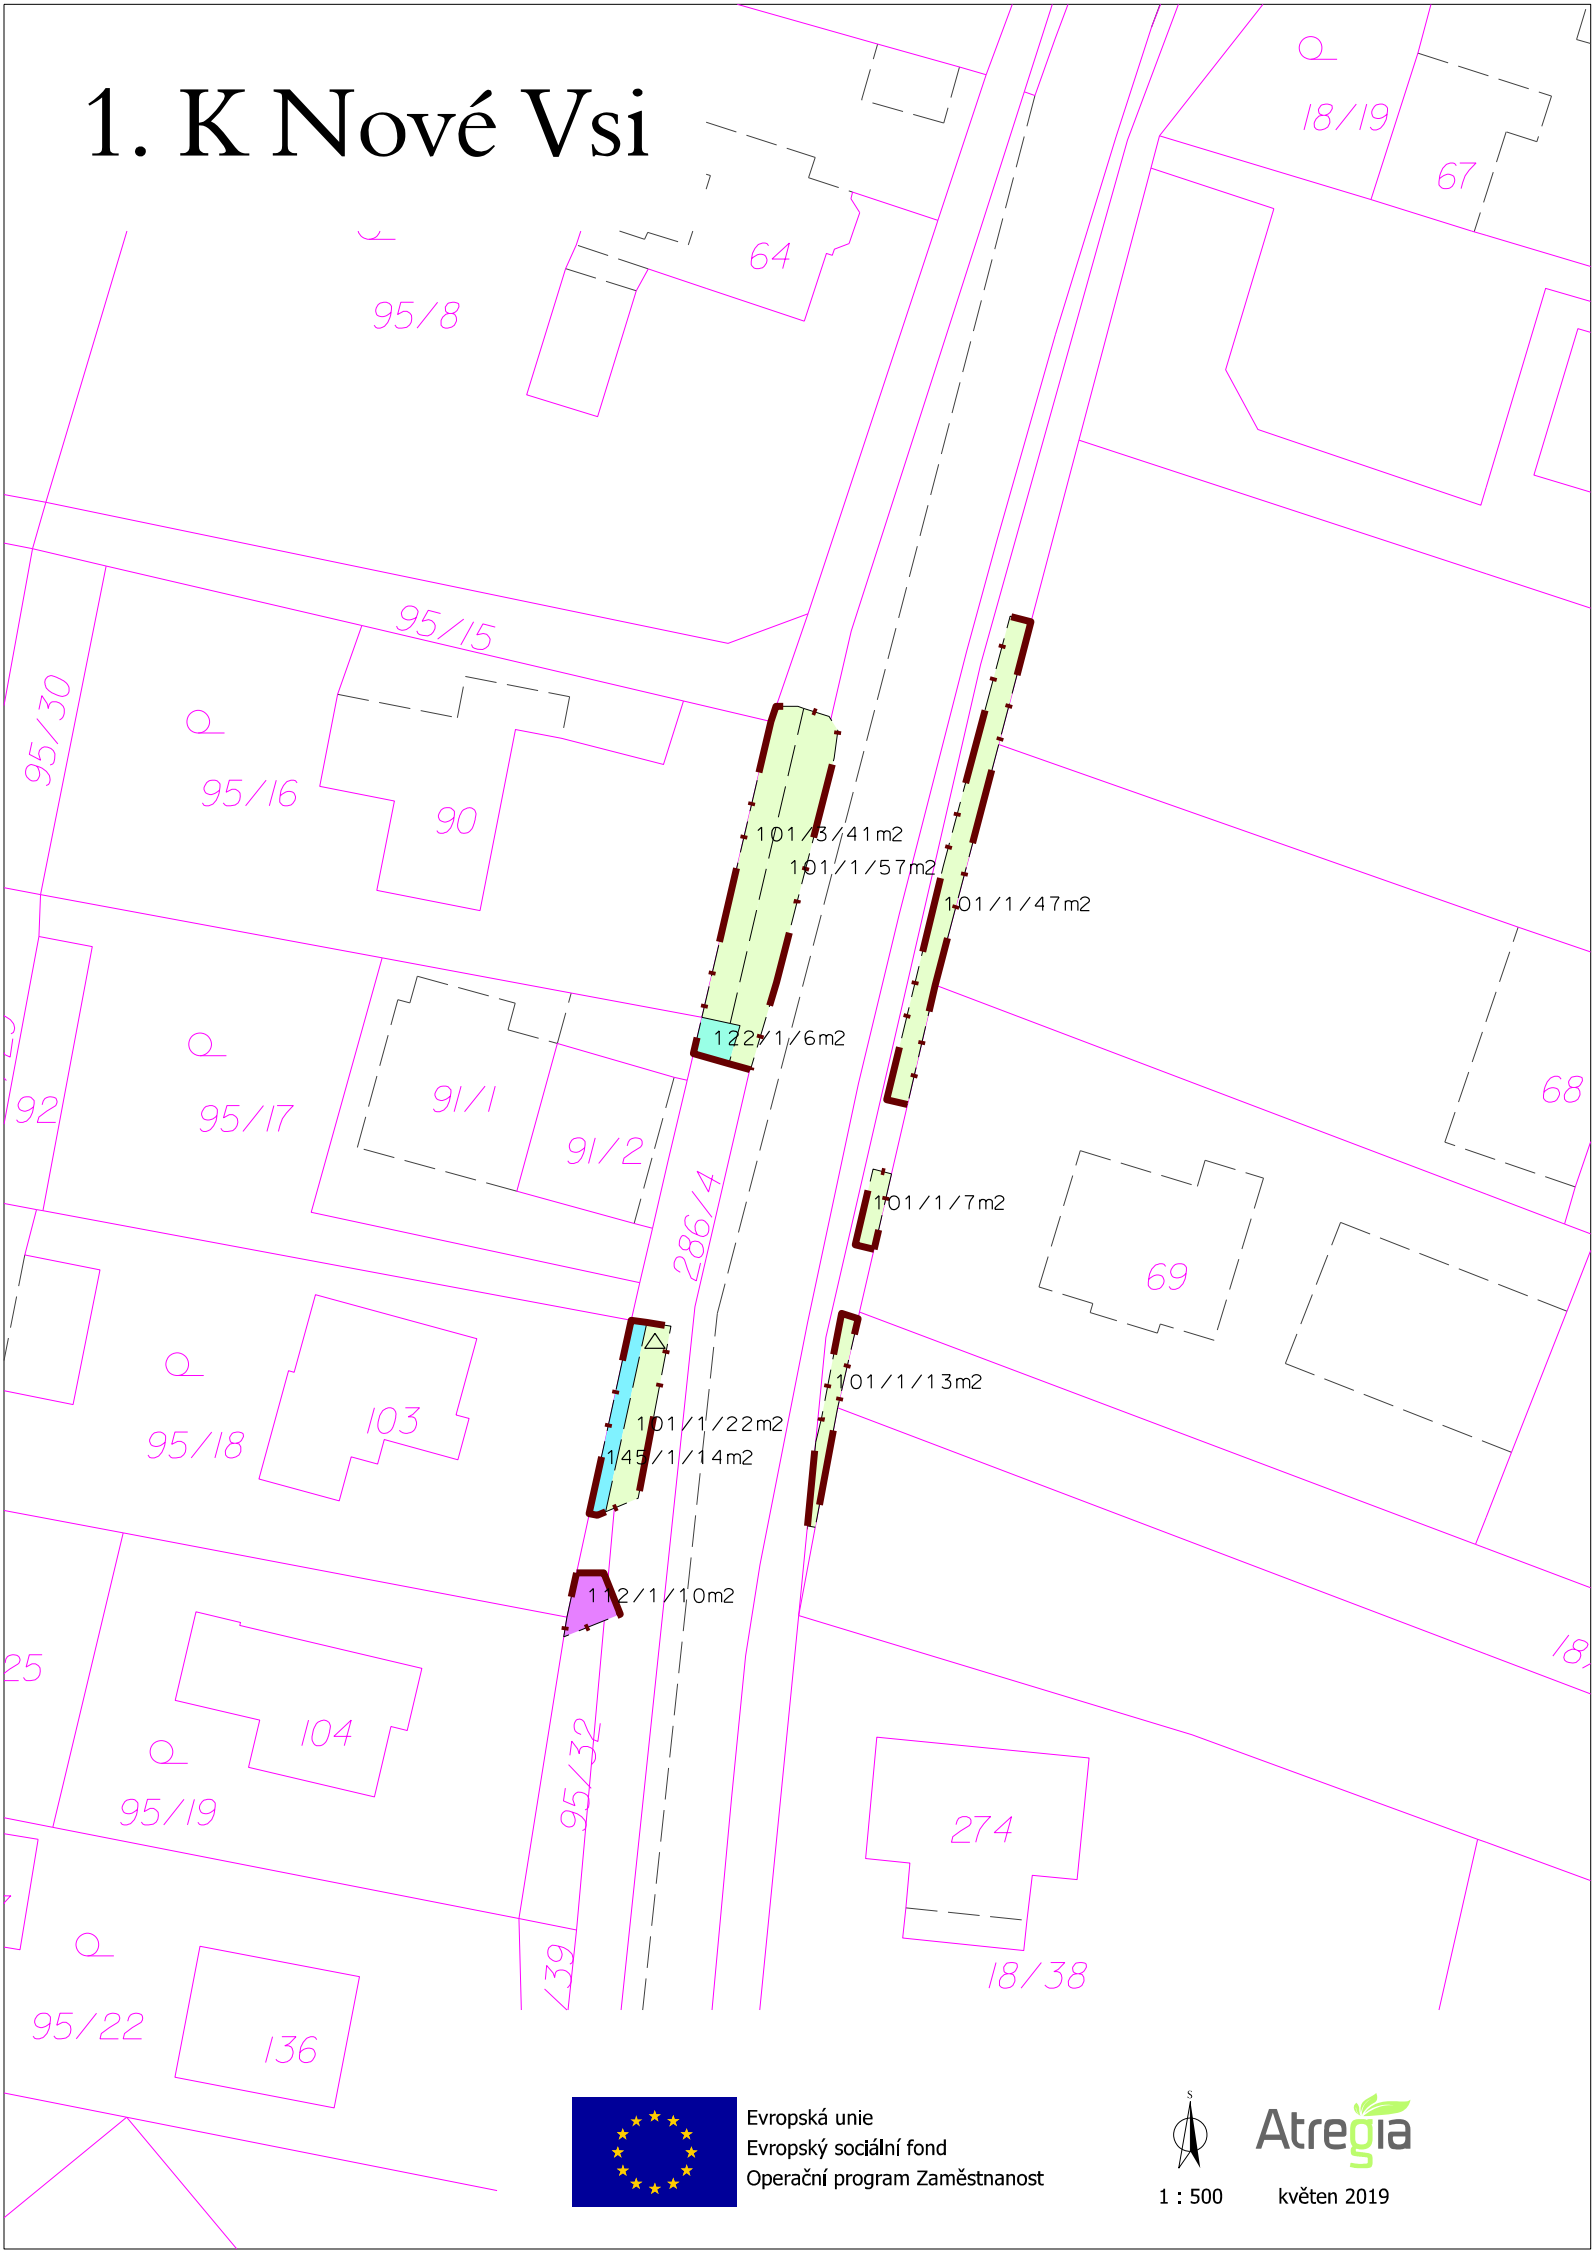 1. K Nové Vsi
18/19
67
64
95/8
95/15
95/30
95/16
90
101/3/41m2
101/1/57m2
101/1/47m2
122/1/6m2
68
92
95/17
91/1
91/2
286/4
101/1/7m2
69
101/1/13m2
103
95/18
101/1/22m2
145/1/14m2
112/1/10m2
25
18/
104
95/32
95/19
274
/39
18/38
95/22
136
Evropská unie
Evropský sociální fond
Operační program Zaměstnanost
S
1 : 500
Atregia
květen 2019